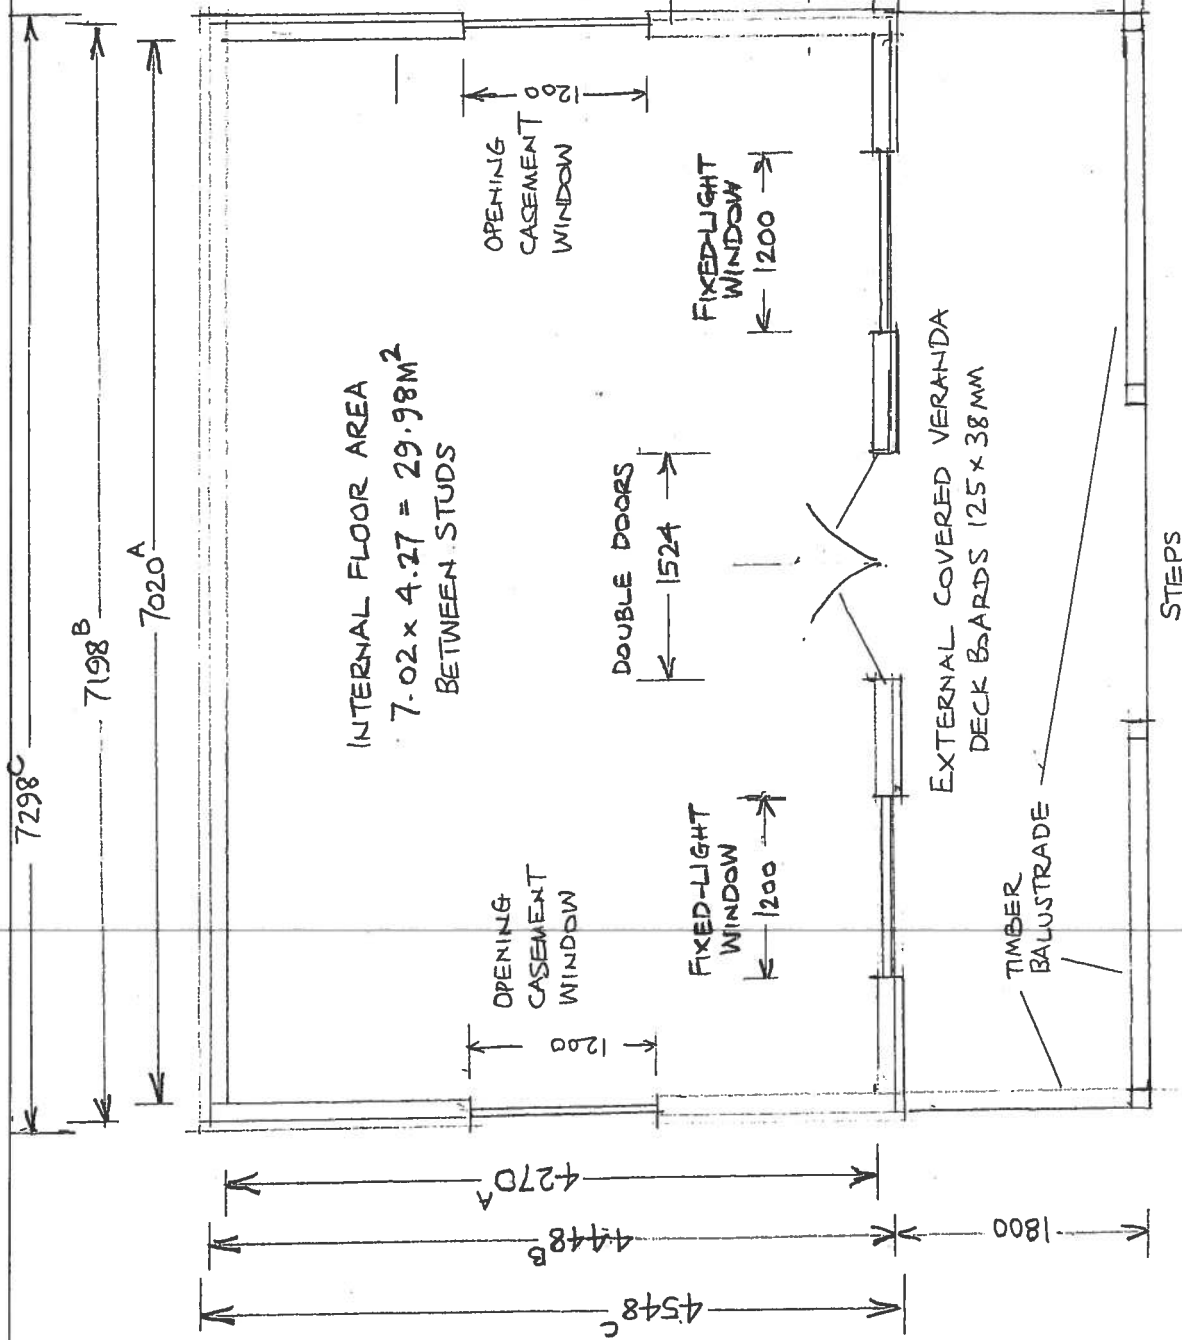 7298C
7198B
7020A
1200
OPENING
CASEMENT
WINDOW
INTERNAL FLOOR AREA
7.02 x 4.27 = 29.98M²
BETWEEN STUDS
FIXED-LIGHT
WINDOW
1200
DOUBLE DOORS
1524
OPENING
CASEMENT
WINDOW
1200
FIXED-LIGHT
WINDOW
1200
EXTERNAL COVERED VERANDA
DECK BOARDS 125 x 38MM
TIMBER
BALUSTRADE
STEPS
4270A
4448B
4548C
1800